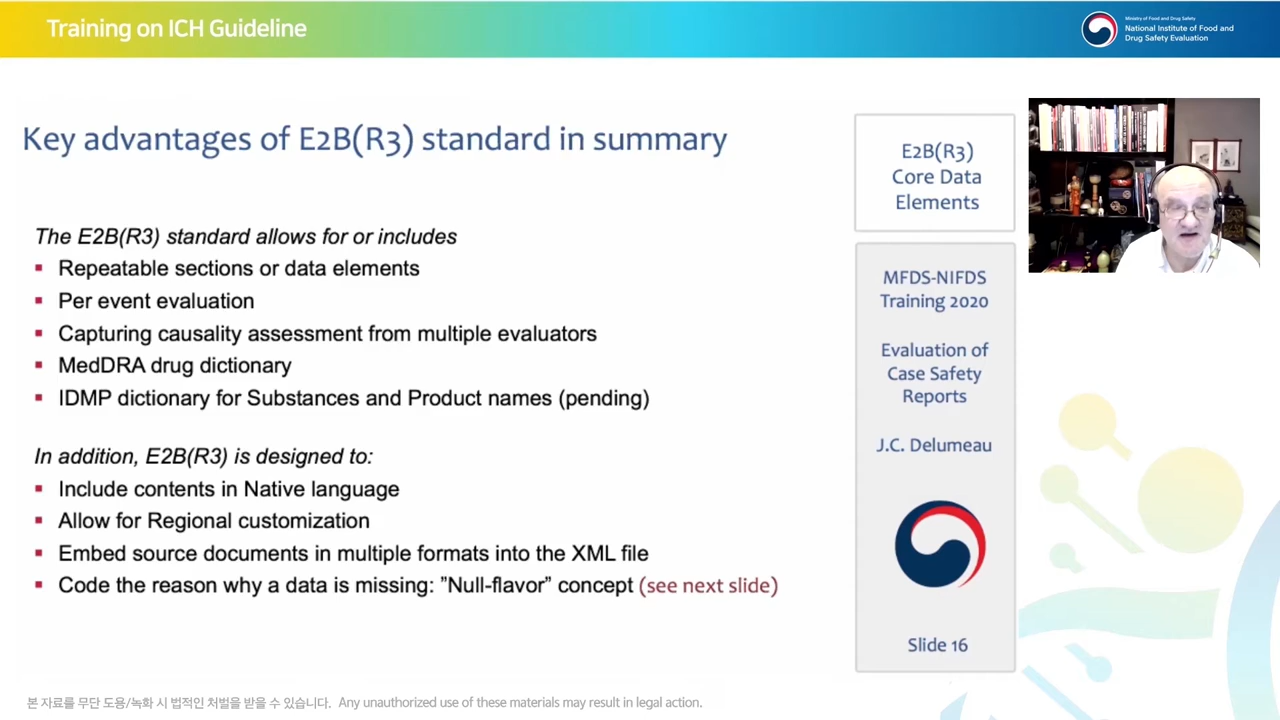 Training on ICH Guideline
Ministry of Food and Drug Safety
National Institute of Food and
Drug Safety Evaluation
Key advantages of E2B(R3) standard in summary
The E2B(R3) standard allows for or includes
▪ Repeatable sections or data elements
▪ Per event evaluation
▪ Capturing causality assessment from multiple evaluators
▪ MedDRA drug dictionary
▪ IDMP dictionary for Substances and Product names (pending)
In addition, E2B(R3) is designed to:
▪ Include contents in Native language
▪ Allow for Regional customization
▪ Embed source documents in multiple formats into the XML file
▪ Code the reason why a data is missing: ”Null-flavor” concept (see next slide)
E2B(R3)
Core Data
Elements
MFDS-NIFDS
Training 2020
Evaluation of
Case Safety
Reports
J.C. Delumeau
Slide 16
본 자료를 무단 도용/녹화 시 법적인 처벌을 받을 수 있습니다. Any unauthorized use of these materials may result in legal action.